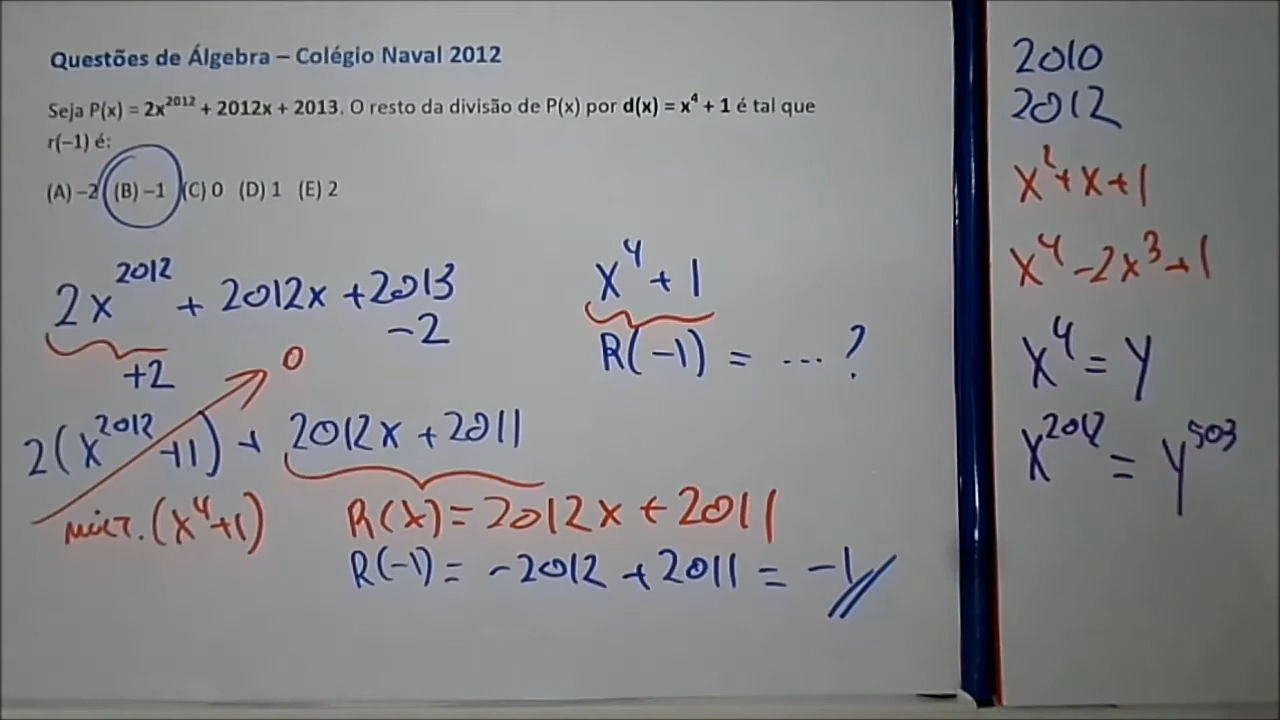 Questões de Álgebra – Colégio Naval 2012
Seja P(x) = 2x²⁰¹² + 2012x + 2013. O resto da divisão de P(x) por d(x) = x⁴ + 1 é tal que
r(–1) é:
(A) –2 (B) –1 (C) 0 (D) 1 (E) 2
2x²⁰¹² + 2012x + 2013
+2
–2
0
2(x²⁰¹² + 1) + 2012x + 2011
mult. (x⁴+1)
R(x) = 2012x + 2011
R(–1) = –2012 + 2011 = –1
x⁴ + 1
R(–1) = ... ?
2010
2012
x² + x + 1
x⁴ – 2x³ + 1
x⁴ = y
x²⁰¹² = y⁵⁰³